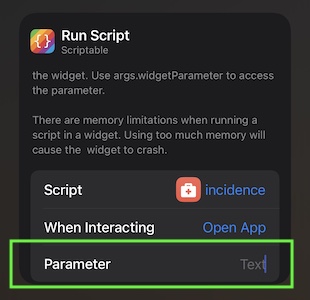 Run Script
Scriptable
the widget. Use args.widgetParameter to access
the parameter.
There are memory limitations when running a
script in a widget. Using too much memory will
cause the widget to crash.
Script incidence
When Interacting Open App
Parameter Text